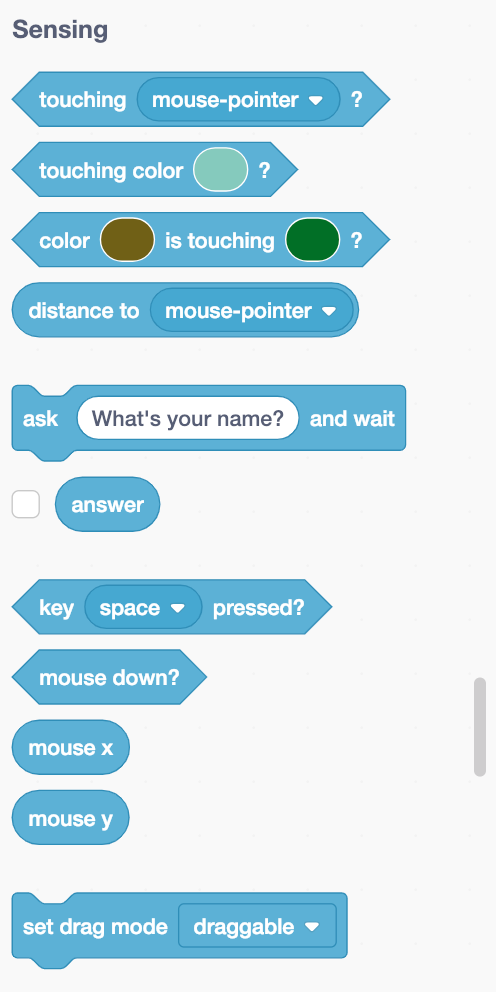 Sensing
touching mouse-pointer ?
touching color ?
color is touching ?
distance to mouse-pointer
ask What's your name? and wait
answer
key space pressed?
mouse down?
mouse x
mouse y
set drag mode draggable